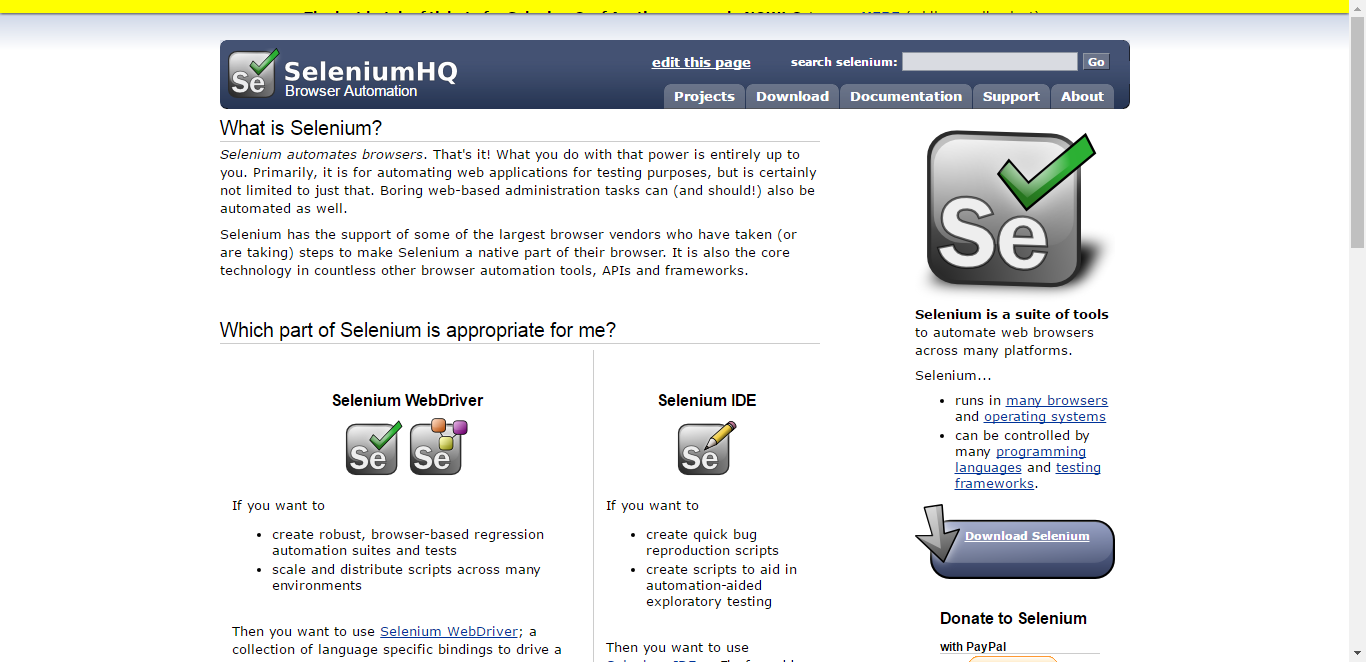 Se
SeleniumHQ
Browser Automation
edit this page
search selenium:
Go
Projects
Download
Documentation
Support
About
What is Selenium?
Selenium automates browsers. That's it! What you do with that power is entirely up to
you. Primarily, it is for automating web applications for testing purposes, but is certainly
not limited to just that. Boring web-based administration tasks can (and should!) also be
automated as well.
Selenium has the support of some of the largest browser vendors who have taken (or
are taking) steps to make Selenium a native part of their browser. It is also the core
technology in countless other browser automation tools, APIs and frameworks.
Which part of Selenium is appropriate for me?
Selenium WebDriver
Se
Se
If you want to
• create robust, browser-based regression
automation suites and tests
• scale and distribute scripts across many
environments
Then you want to use Selenium WebDriver; a
collection of language specific bindings to drive a
Selenium IDE
Se
If you want to
• create quick bug
reproduction scripts
• create scripts to aid in
automation-aided
exploratory testing
Then you want to use
Se
Selenium is a suite of tools
to automate web browsers
across many platforms.
Selenium...
• runs in many browsers
and operating systems
• can be controlled by
many programming
languages and testing
frameworks.
Download Selenium
Donate to Selenium
with PayPal